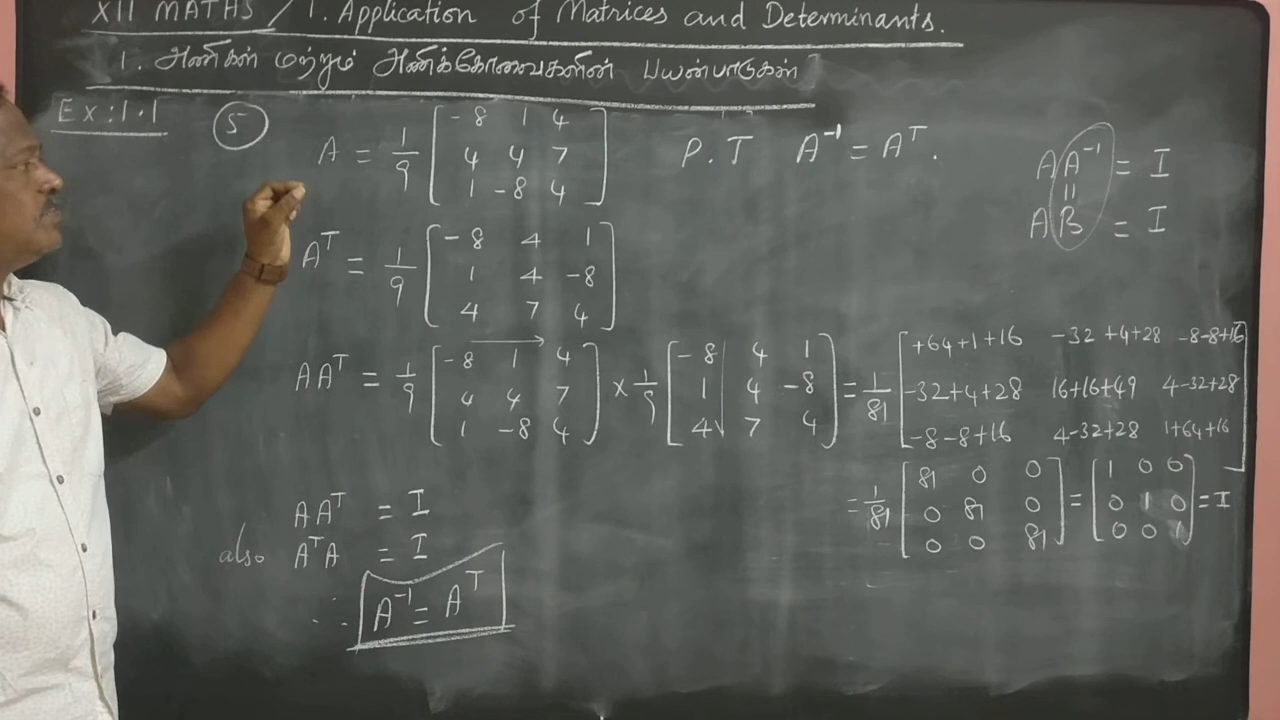 XII MATHS / 1. Application of Matrices and Determinants.
1. அணிகள் மற்றும் அணிக்கோவைகளின் பயன்பாடுகள்
Ex: 1.1
5
A = 1/9 [ -8 1 4
4 4 7
1 -8 4 ]
P.T A⁻¹ = Aᵀ.
A A⁻¹ = I
||
A B = I
Aᵀ = 1/9 [ -8 4 1
1 4 -8
4 7 4 ]
AAᵀ = 1/9 [ -8 1 4 ] × 1/9 [ -8 4 1 ] = 1/81 [ +64+1+16 -32+4+28 -8-8+16
4 4 7 1 4 -8 -32+4+28 16+16+49 4-32+28
1 -8 4 4 7 4 -8-8+16 4-32+28 1+64+16 ]
= 1/81 [ 81 0 0 ] = [ 1 0 0 ] = I
0 81 0 0 1 0
0 0 81 0 0 1
AAᵀ = I
also AᵀA = I
∴ A⁻¹ = Aᵀ